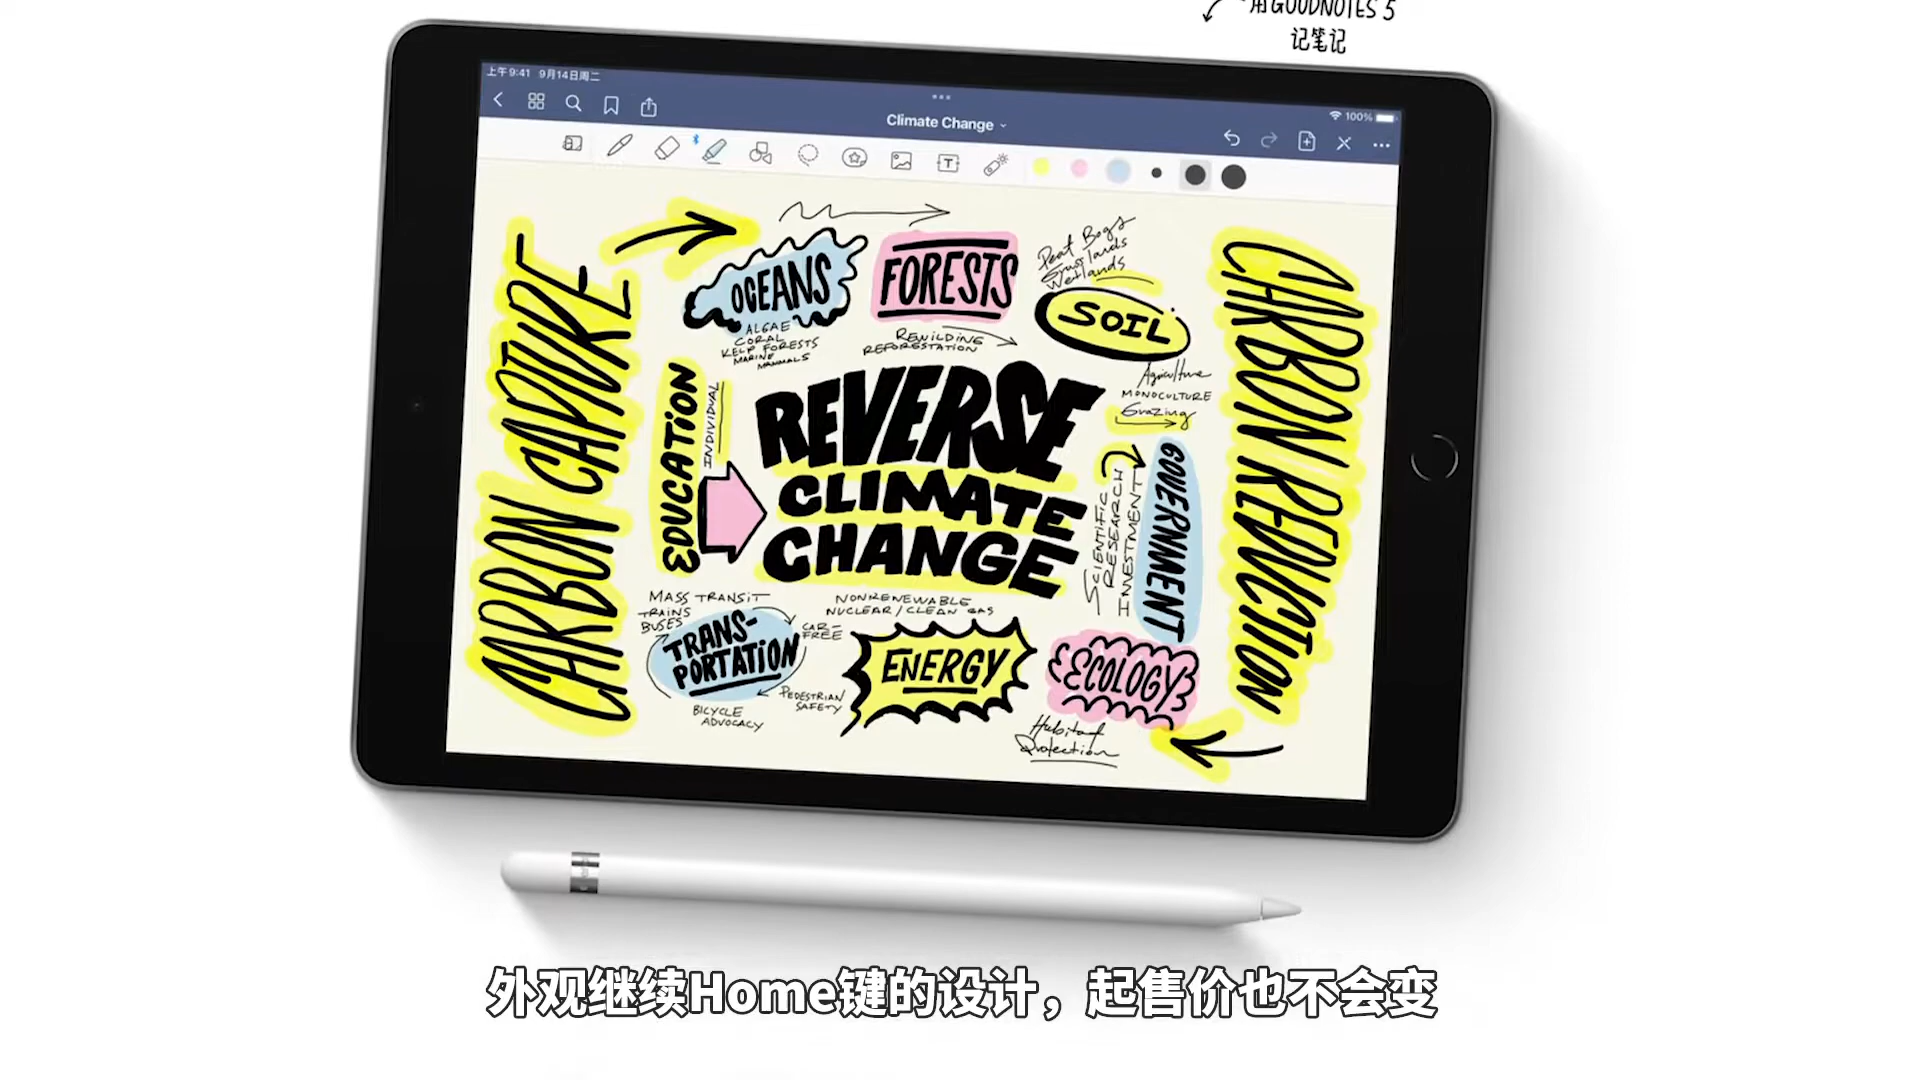 用GOODNOTES 5
记笔记
上午9:41 9月14日周二
100%
Climate Change
T
CARBON CAPTURE
OCEANS
ALGAE
CORAL
KELP FORESTS
MARINE
MAMMALS
FORESTS
REWILDING
REFORESTATION
Peat Bogs
Grasslands
Wetlands
SOIL
Agriculture
MONOCULTURE
Grazing
CARBON REDUCTION
EDUCATION
INDIVIDUAL
REVERSE
CLIMATE
CHANGE
SCIENTIFIC
RESEARCH
INVESTMENT
GOVERNMENT
MASS TRANSIT
TRAINS
BUSES
TRANS-
PORTATION
CAR-
FREE
PEDESTRIAN
SAFETY
BICYCLE
ADVOCACY
NONRENEWABLE
NUCLEAR/CLEAN GAS
ENERGY
ECOLOGY
Habitat
Protection
外观继续Home键的设计，起售价也不会变